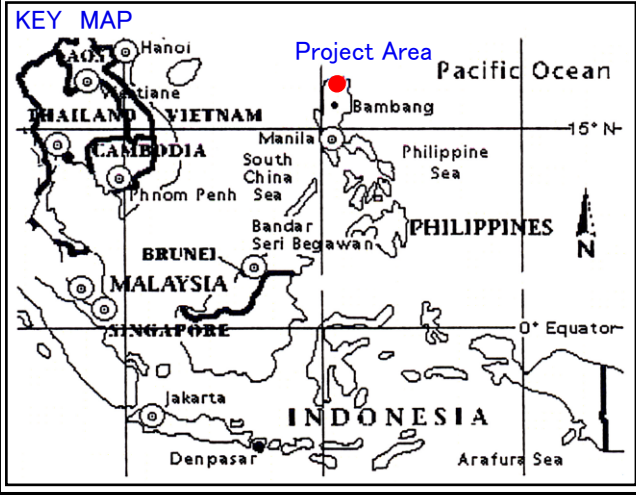 KEY MAP
Hanoi
Project Area
Pacific Ocean
AOS
Vientiane
Bambang
THAILAND
VIETNAM
Manila
15° N
CAMBODIA
South
China
Sea
Philippine
Sea
Phnom Penh
Bandar
Seri Begawan
PHILIPPINES
BRUNEI
N
MALAYSIA
SINGAPORE
0° Equator
Jakarta
INDONESIA
Denpasar
Arafura Sea